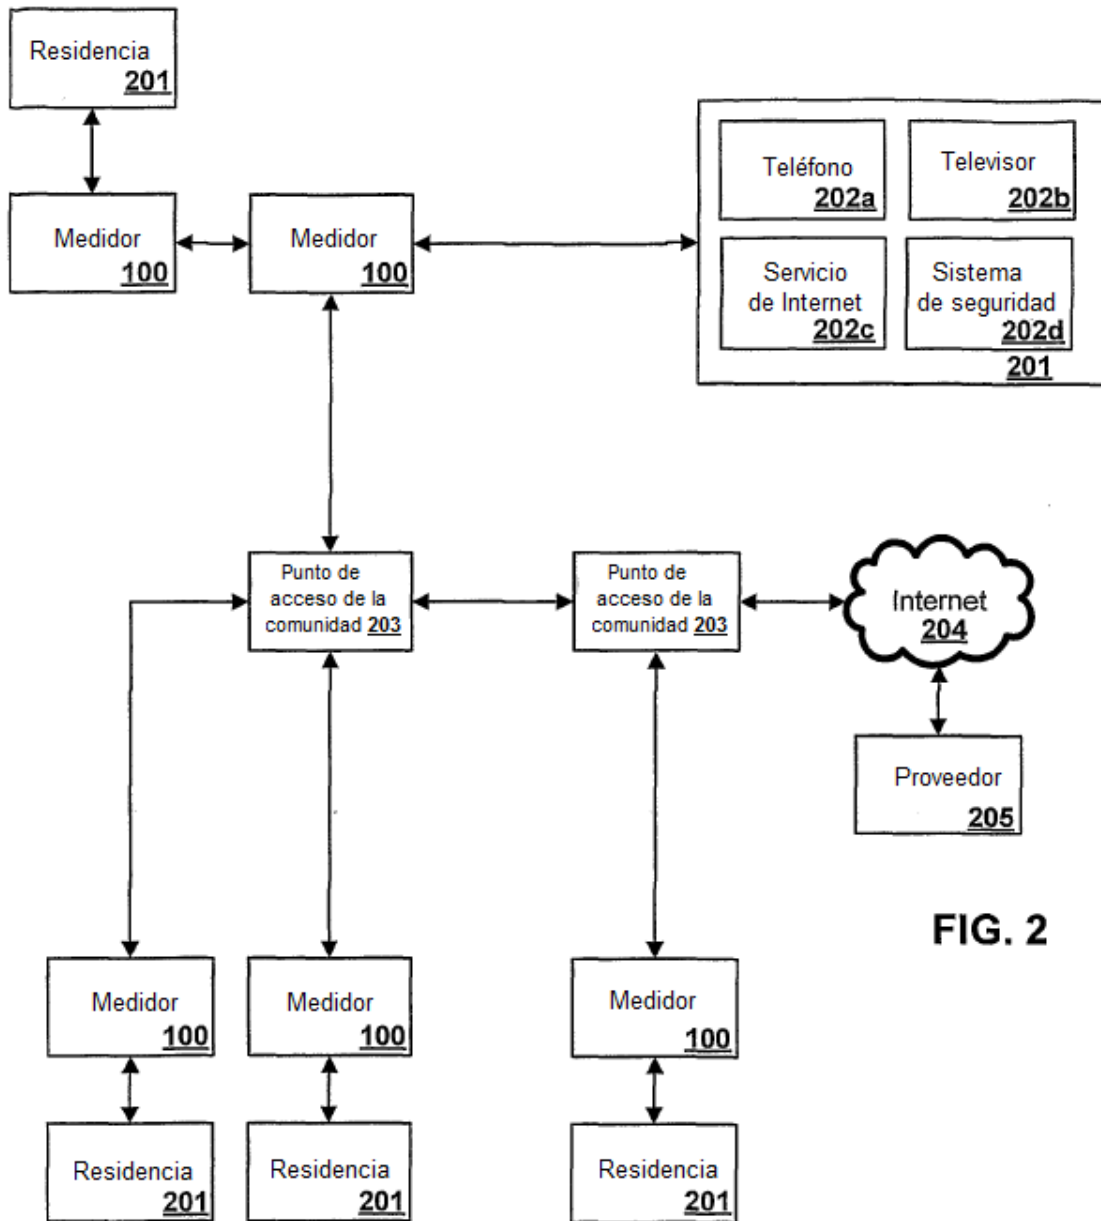 Residencia
201
Medidor
100
Medidor
100
Teléfono
202a
Televisor
202b
Servicio
de Internet
202c
Sistema
de seguridad
202d
201
Punto de
acceso de la
comunidad 203
Punto de
acceso de la
comunidad 203
Internet
204
Proveedor
205
FIG. 2
Medidor
100
Medidor
100
Medidor
100
Residencia
201
Residencia
201
Residencia
201